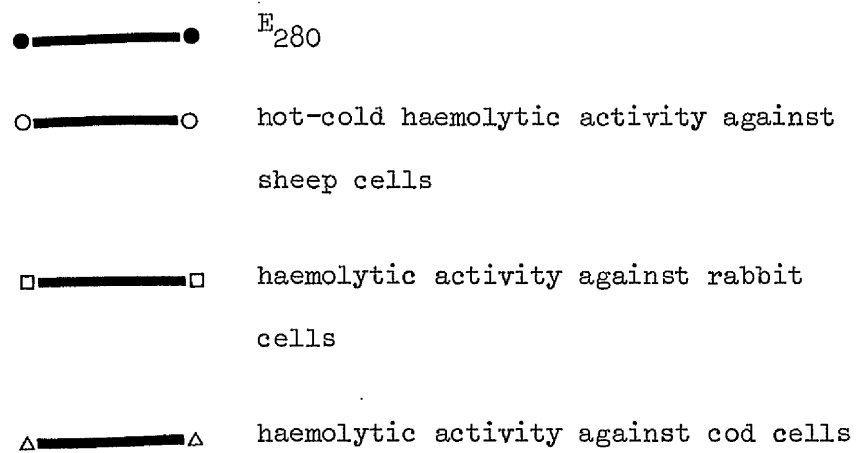 E280
hot-cold haemolytic activity against
sheep cells
haemolytic activity against rabbit
cells
haemolytic activity against cod cells